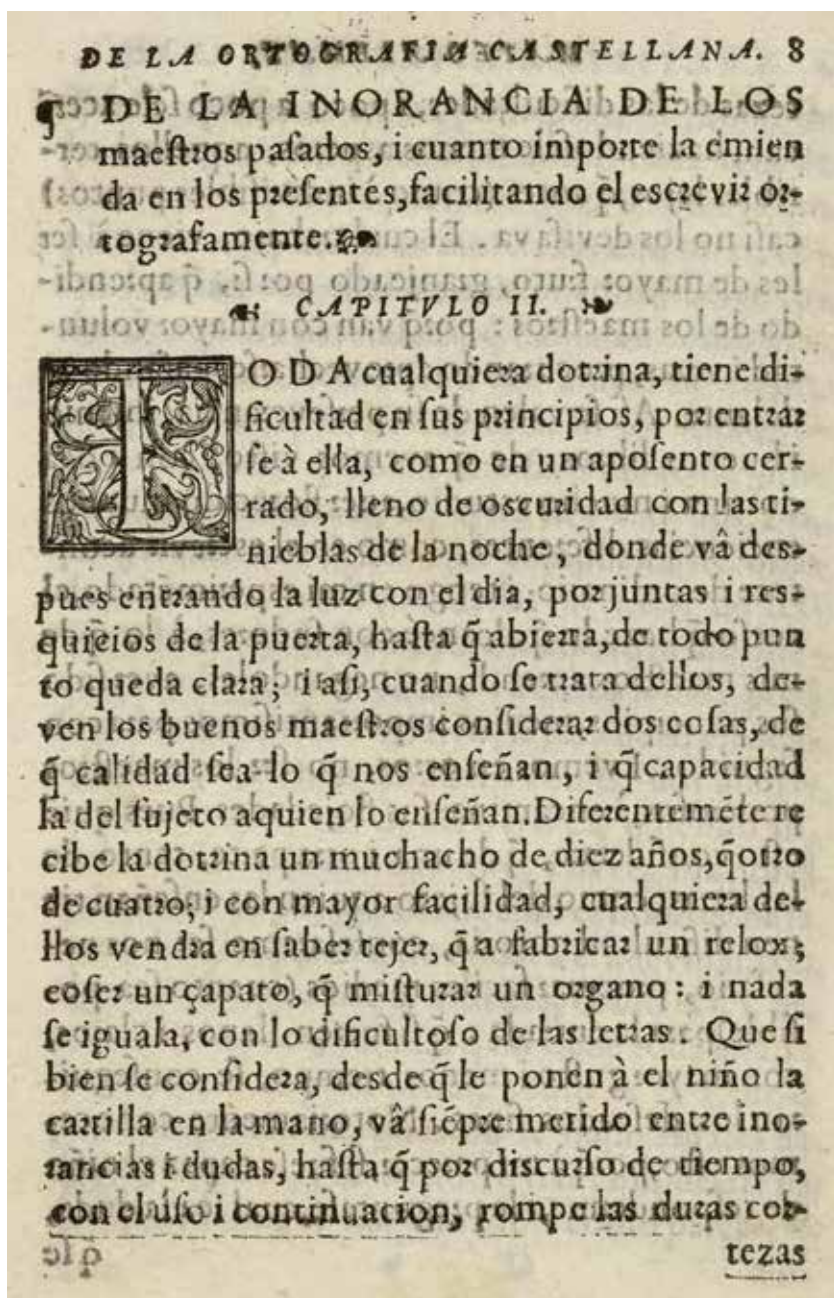 DE LA ORTOGRAFIA CASTELLANA. 8
¶ DE LA INORANCIA DE LOS
maeſtros paſados, i cuanto importe la emien
da en los preſentes, facilitando el escrevir or-
tografamente.
CAPITVLO II.
TODA cualquiera dotrina, tiene di-
ficultad en ſus principios, por entrar
ſe à ella, como en un apoſento cer-
rado, lleno de oscuridad con las ti-
nieblas de la noche, donde vâ des-
pues entrando la luz con el dia, por juntas i res-
quicios de la puerta, haſta q̃ abierta, de todo pun
to queda clara; i aſi, cuando ſe trata dellos, de-
ven los buenos maeſtros conſiderar dos coſas, de
q̃ calidad ſea lo q̃ nos enſeñan, i q̃ capacidad
la del ſujeto aquien lo enſeñan. Diferentemẽte re
cibe la dotrina un muchacho de diez años, q̃ otro
de cuatro; i con mayor facilidad, cualquiera de-
llos vendra en ſaber tejer, q̃ a fabricar un relox;
coſer un çapato, q̃ miſturar un organo: i nada
ſe iguala, con lo dificultoſo de las letras. Que ſi
bien ſe conſidera, desde q̃ le ponen à el niño la
cartilla en la mano, vâ ſiẽpre metido entre ino-
rancias i dudas, haſta q̃ por discurſo de tiempo,
con el uſo i continuacion, rompe las duras cor-
tezas